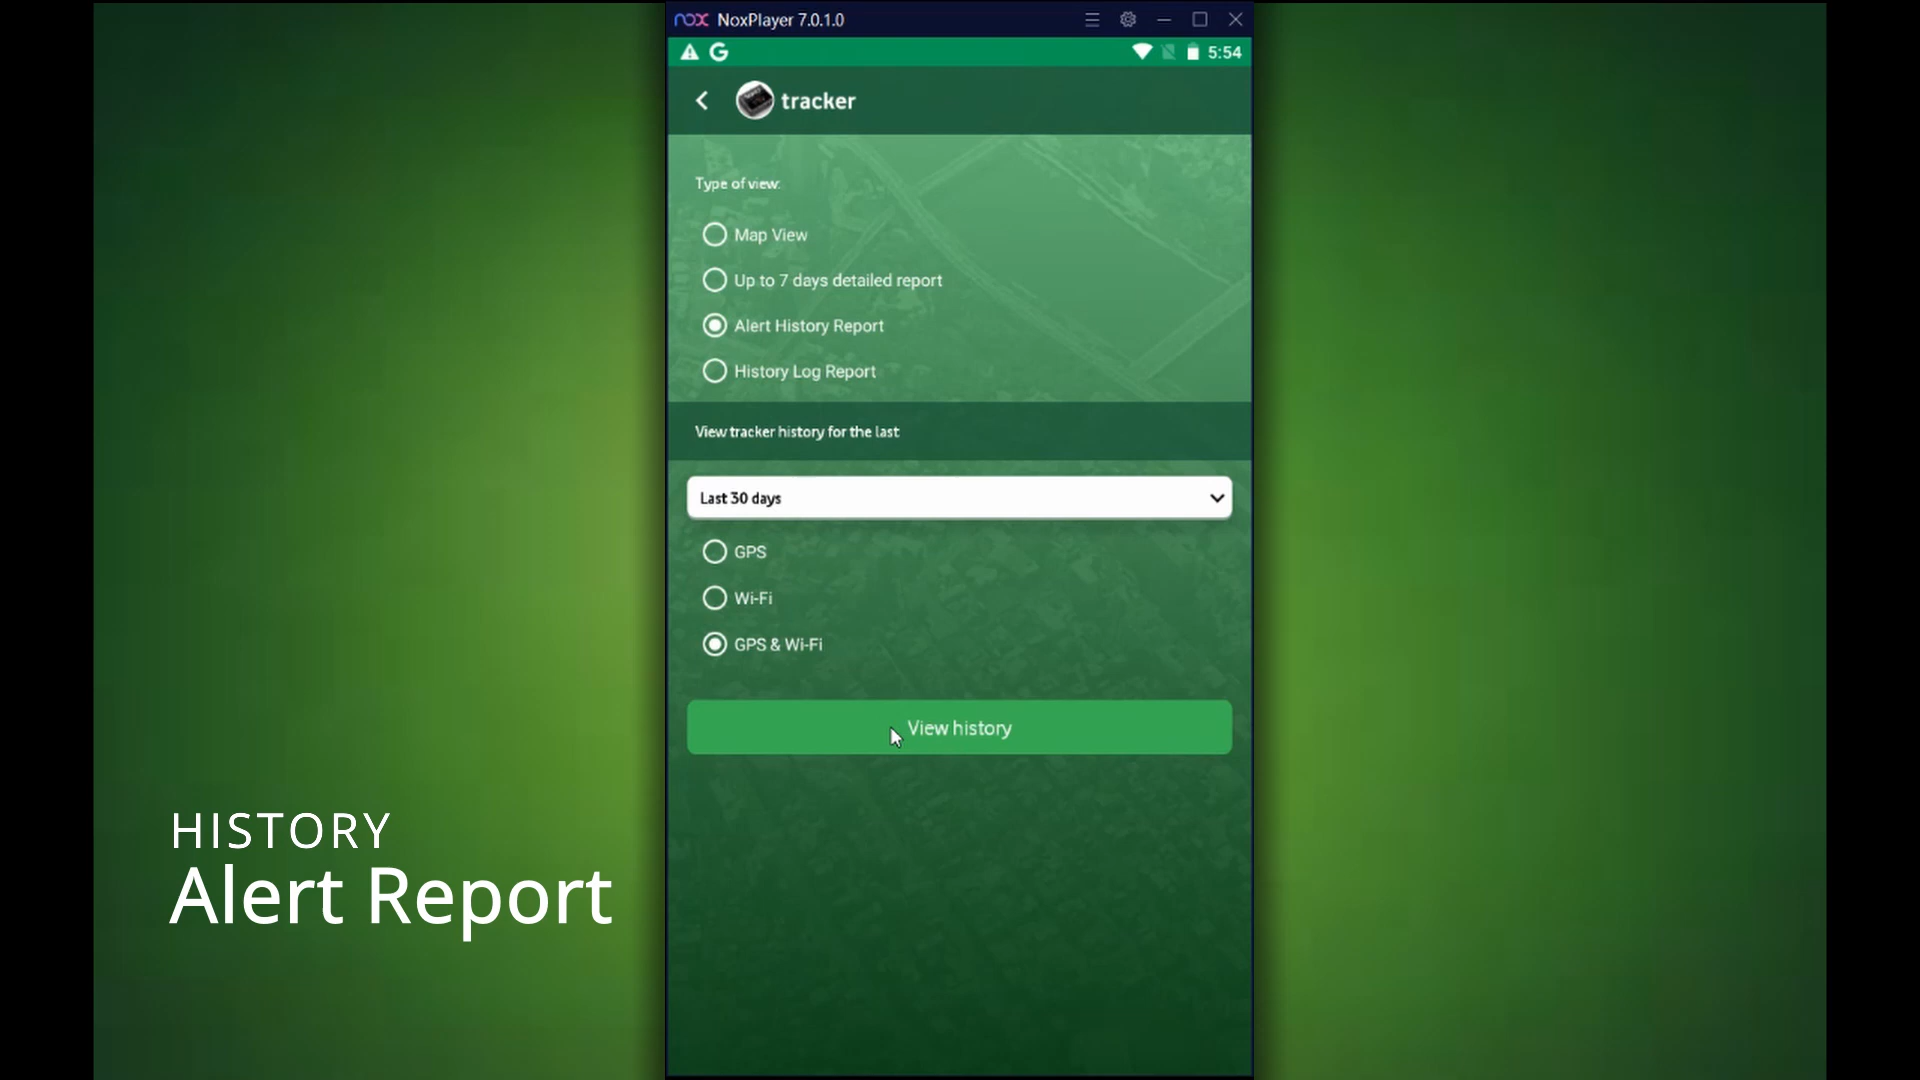 nox NoxPlayer 7.0.1.0
G 5:54
tracker
Type of view:
Map View
Up to 7 days detailed report
Alert History Report
History Log Report
View tracker history for the last
Last 30 days
GPS
Wi-Fi
GPS & Wi-Fi
View history
HISTORY
Alert Report